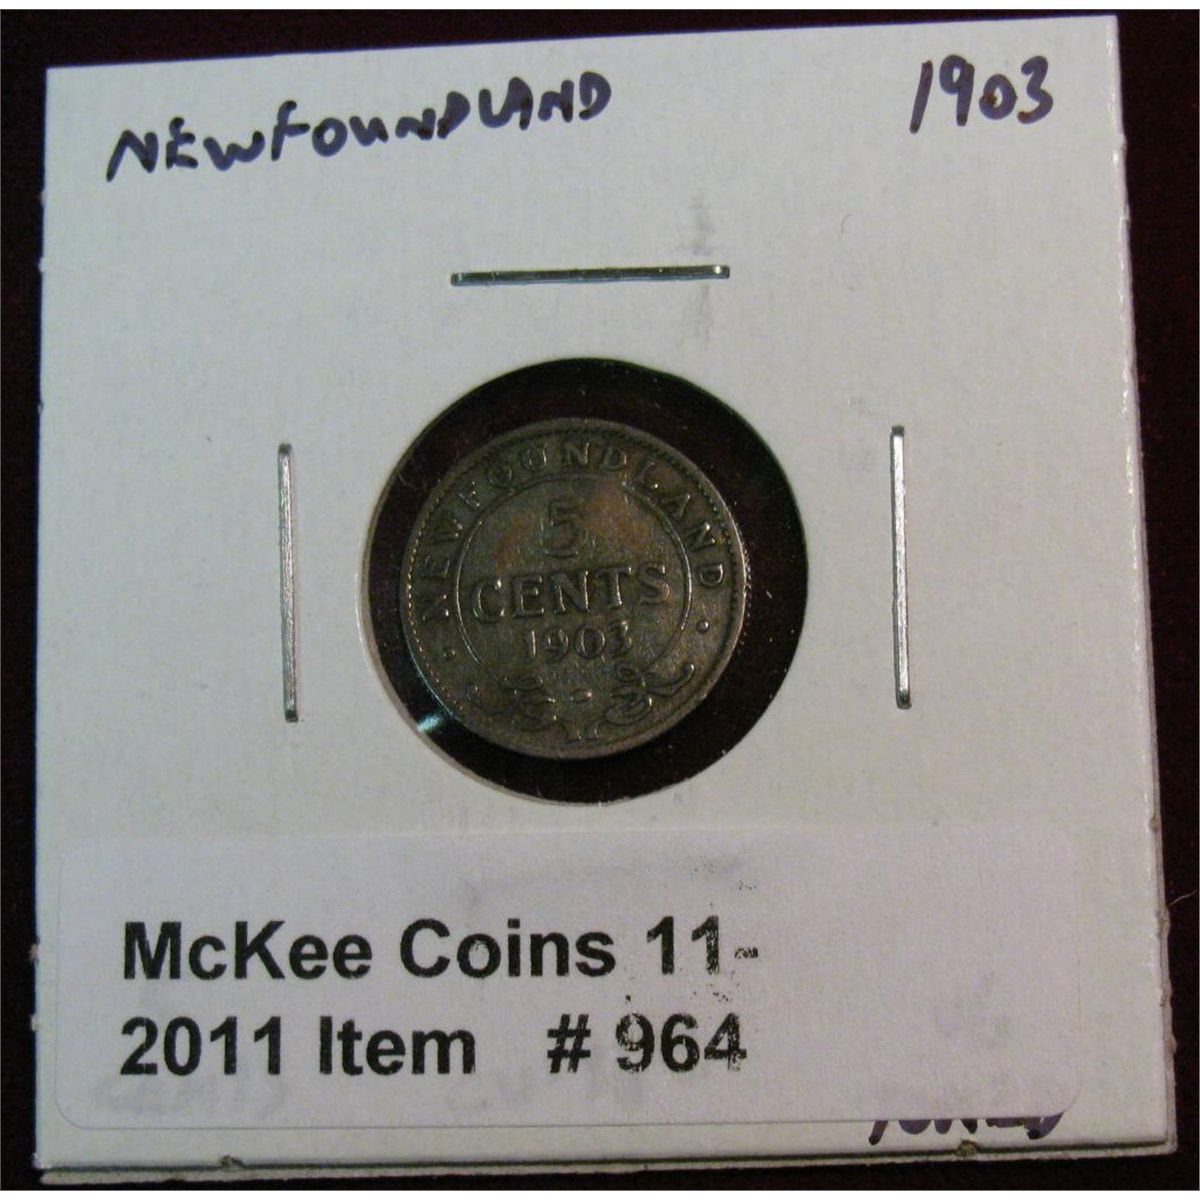 NEWFOUNDLAND 1903
NEWFOUNDLAND
5
CENTS
1903
McKee Coins 11-
2011 Item # 964